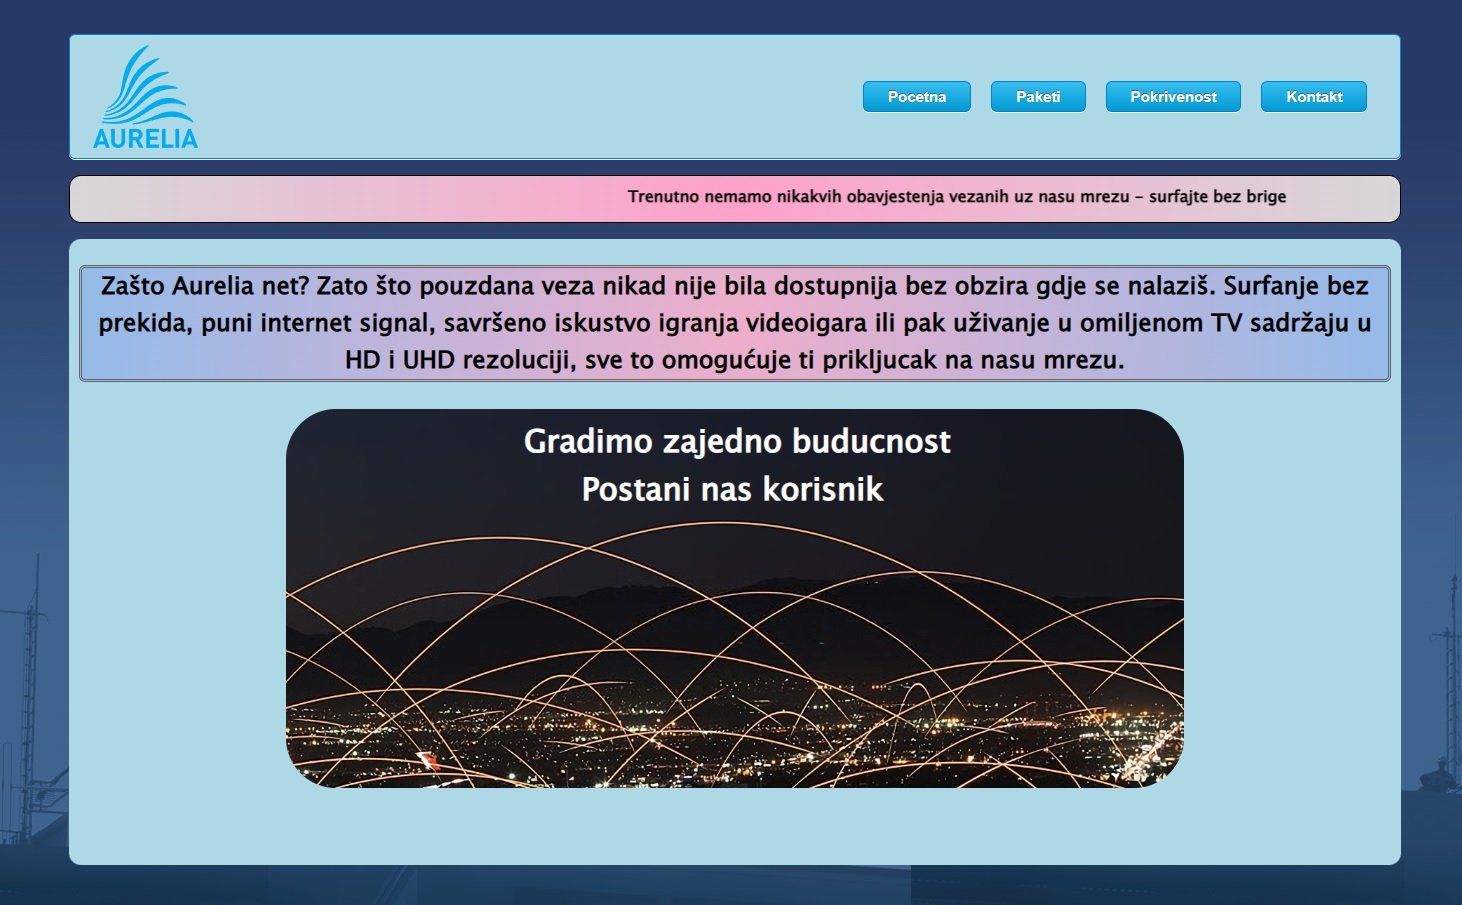 AURELIA
Pocetna
Paketi
Pokrivenost
Kontakt
Trenutno nemamo nikakvih obavjestenja vezanih uz nasu mrezu - surfajte bez brige
Zašto Aurelia net? Zato što pouzdana veza nikad nije bila dostupnija bez obzira gdje se nalaziš. Surfanje bez
prekida, puni internet signal, savršeno iskustvo igranja videoigara ili pak uživanje u omiljenom TV sadržaju u
HD i UHD rezoluciji, sve to omogućuje ti prikljucak na nasu mrezu.
Gradimo zajedno buducnost
Postani nas korisnik